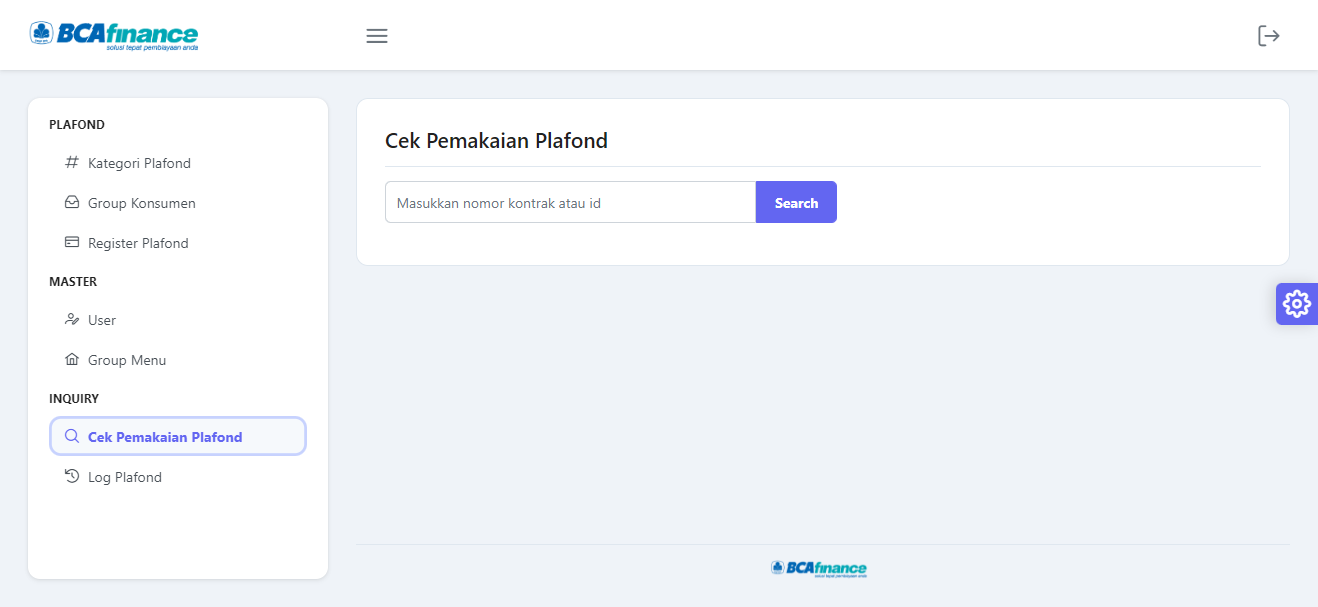 BCAfinance
solusi tepat pembiayaan anda
PLAFOND
Kategori Plafond
Group Konsumen
Register Plafond
MASTER
User
Group Menu
INQUIRY
Cek Pemakaian Plafond
Log Plafond
Cek Pemakaian Plafond
Masukkan nomor kontrak atau id
Search
BCAfinance
solusi tepat pembiayaan anda